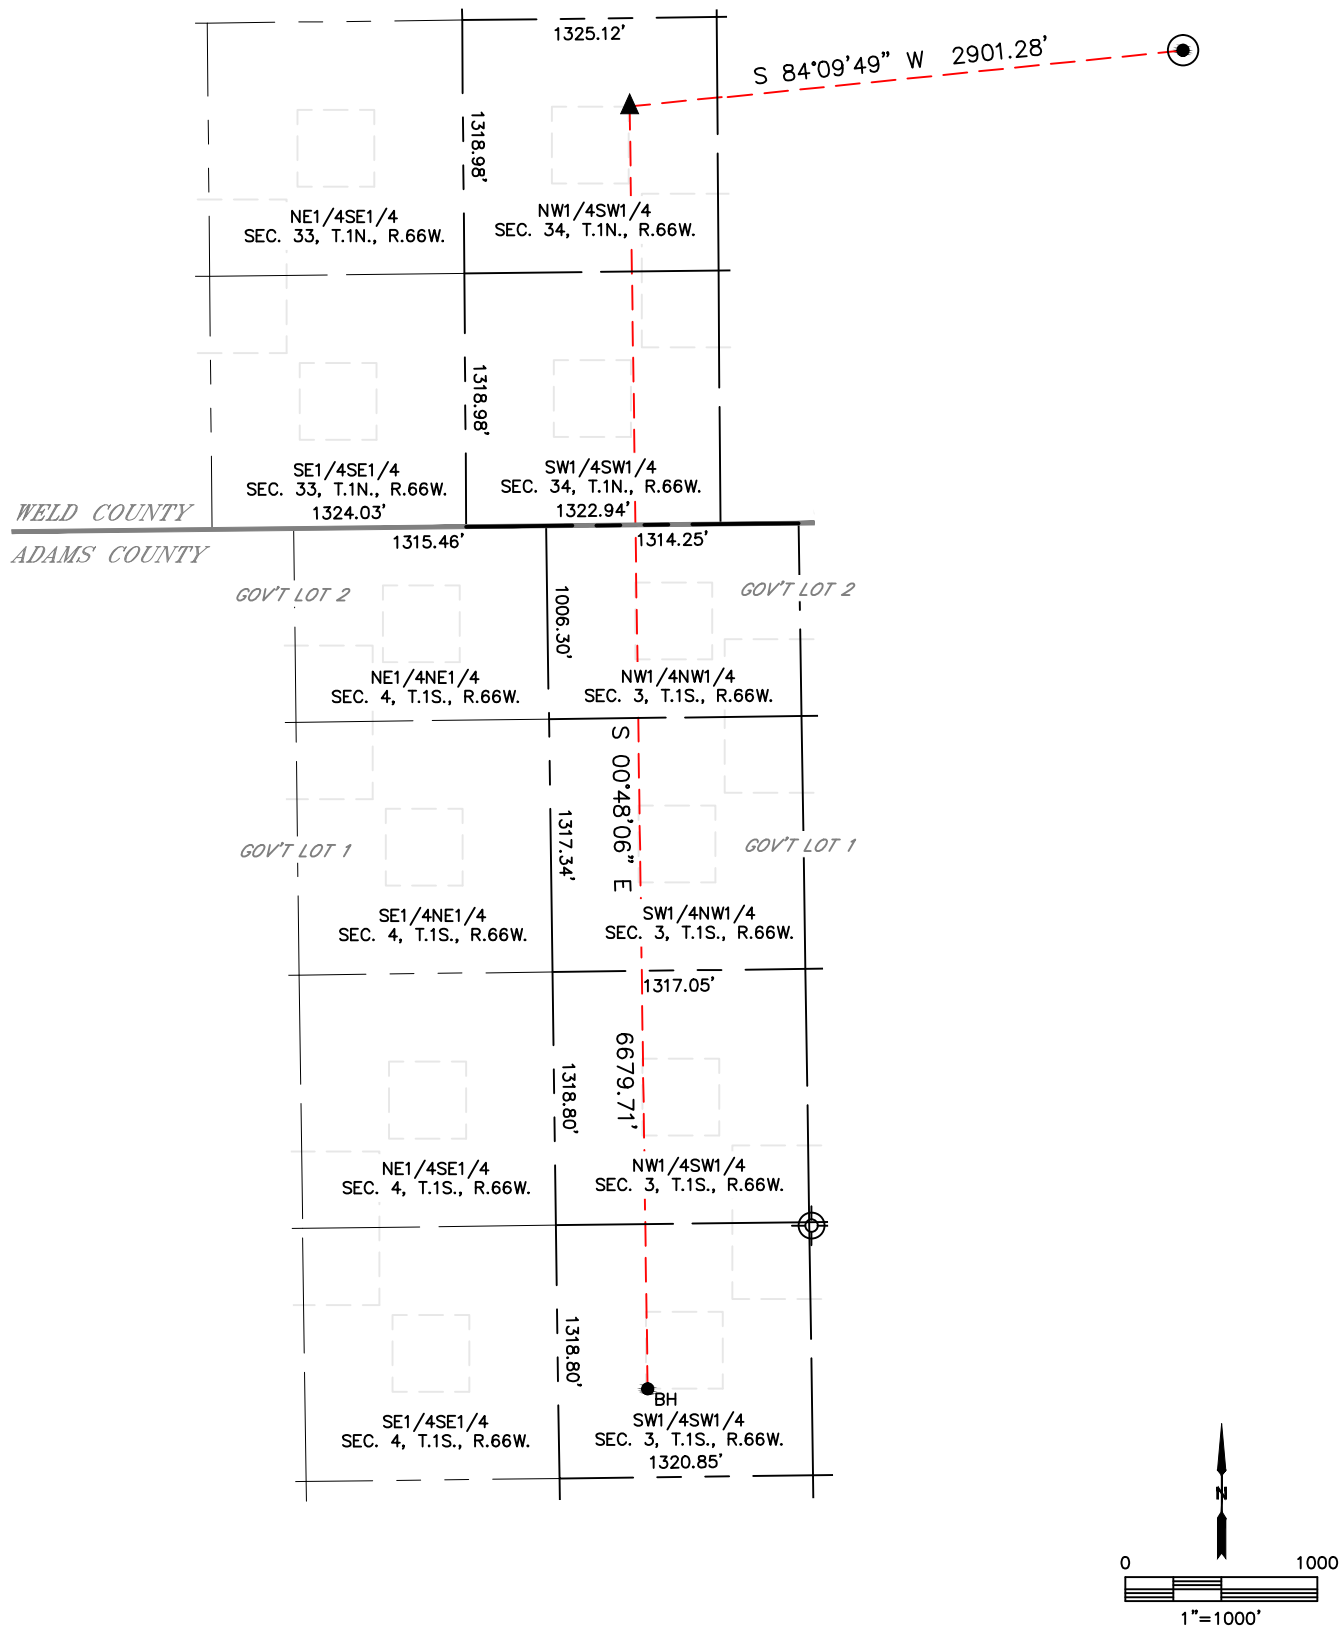 1325.12'
S 84°09'49" W 2901.28'
1318.98'
NE1/4SE1/4
SEC. 33, T.1N., R.66W.
NW1/4SW1/4
SEC. 34, T.1N., R.66W.
1318.98'
SE1/4SE1/4
SEC. 33, T.1N., R.66W.
1324.03'
SW1/4SW1/4
SEC. 34, T.1N., R.66W.
1322.94'
WELD COUNTY
ADAMS COUNTY
1315.46'
1314.25'
GOV'T LOT 2
1006.30'
GOV'T LOT 2
NE1/4NE1/4
SEC. 4, T.1S., R.66W.
NW1/4NW1/4
SEC. 3, T.1S., R.66W.
S 00°48'06" E
1317.34'
GOV'T LOT 1
GOV'T LOT 1
SE1/4NE1/4
SEC. 4, T.1S., R.66W.
SW1/4NW1/4
SEC. 3, T.1S., R.66W.
1317.05'
6679.71'
1318.80'
NE1/4SE1/4
SEC. 4, T.1S., R.66W.
NW1/4SW1/4
SEC. 3, T.1S., R.66W.
1318.80'
BH
SE1/4SE1/4
SEC. 4, T.1S., R.66W.
SW1/4SW1/4
SEC. 3, T.1S., R.66W.
1320.85'
N
0 1000
1"=1000'